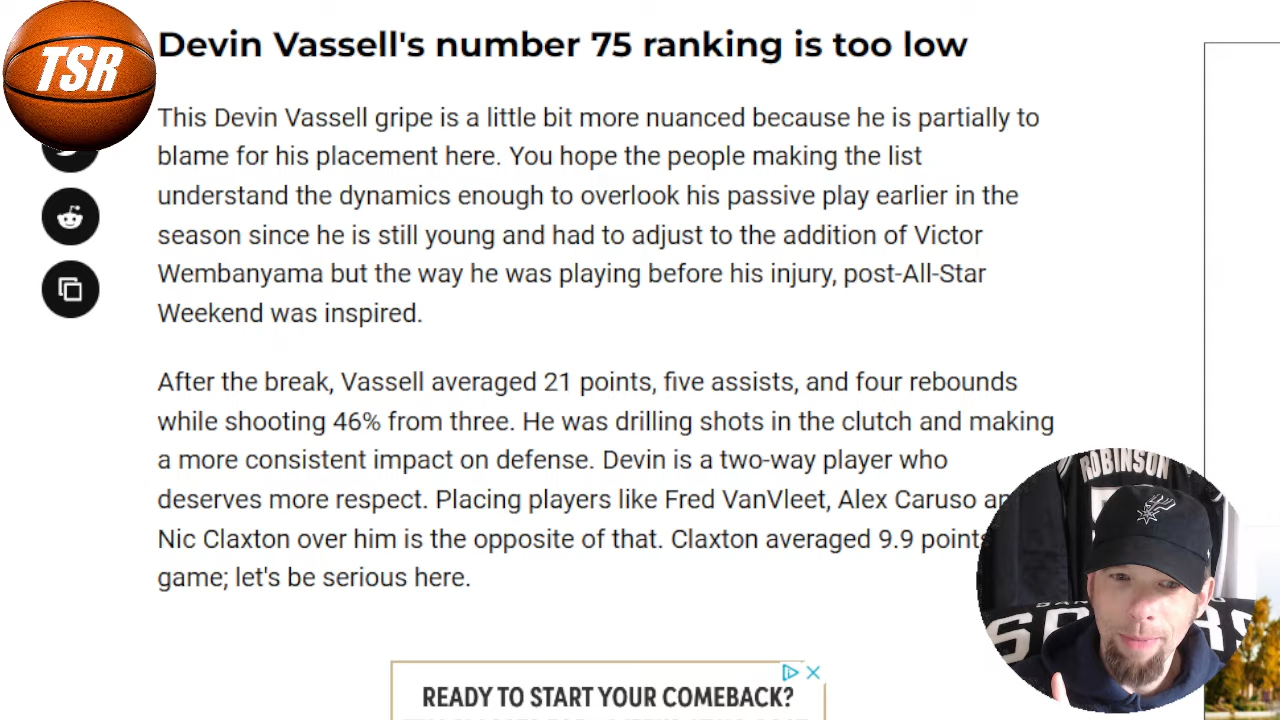 TSR
Devin Vassell's number 75 ranking is too low
This Devin Vassell gripe is a little bit more nuanced because he is partially to
blame for his placement here. You hope the people making the list
understand the dynamics enough to overlook his passive play earlier in the
season since he is still young and had to adjust to the addition of Victor
Wembanyama but the way he was playing before his injury, post-All-Star
Weekend was inspired.
After the break, Vassell averaged 21 points, five assists, and four rebounds
while shooting 46% from three. He was drilling shots in the clutch and making
a more consistent impact on defense. Devin is a two-way player who
deserves more respect. Placing players like Fred VanVleet, Alex Caruso
Nic Claxton over him is the opposite of that. Claxton averaged 9.9 points
game; let's be serious here.
ROBINSON
READY TO START YOUR COMEBACK?